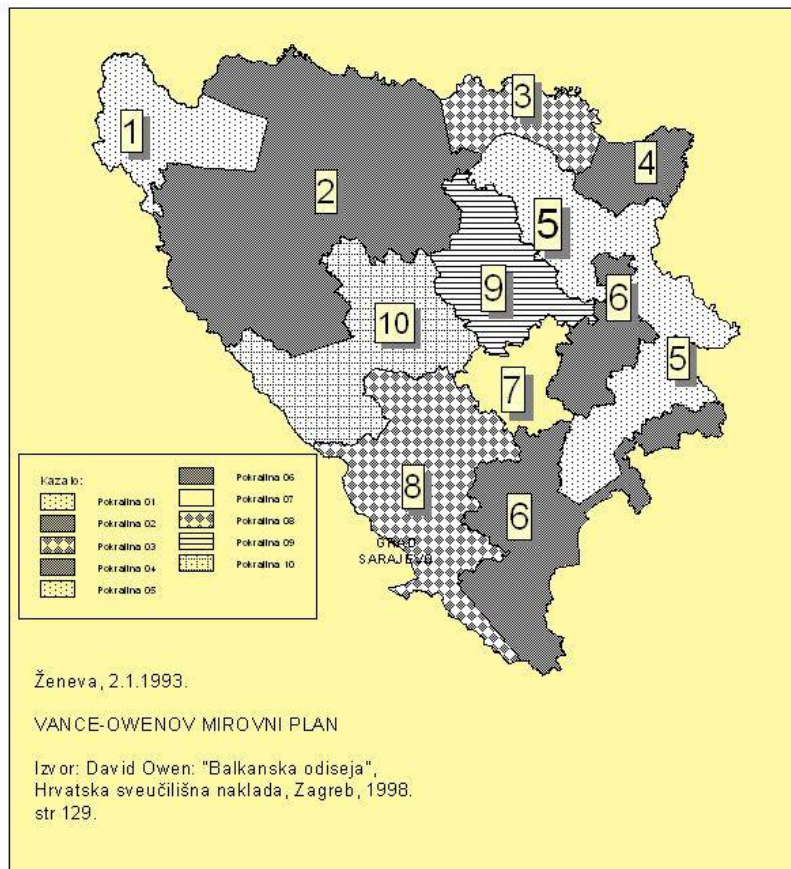 1
2
3
4
5
6
9
10
5
7
8
6
GRAD
SARAJEVO
Kazalo:
Pokrajina 01
Pokrajina 02
Pokrajina 03
Pokrajina 04
Pokrajina 05
Pokrajina 06
Pokrajina 07
Pokrajina 08
Pokrajina 09
Pokrajina 10
Ženeva, 2.1.1993.
VANCE-OWENOV MIROVNI PLAN
Izvor: David Owen: "Balkanska odiseja",
Hrvatska sveučilišna naklada, Zagreb, 1998.
str 129.